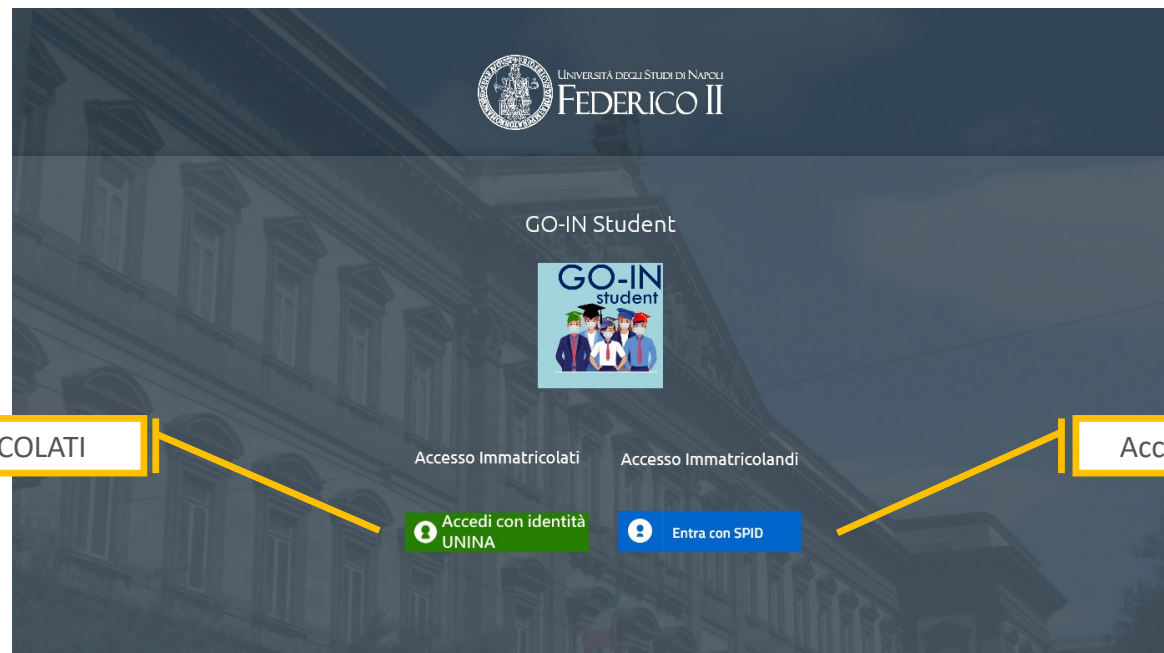 UNIVERSITÀ DEGLI STUDI DI NAPOLI
FEDERICO II
GO-IN Student
GO-IN
student
COLATI
Acc
Accesso Immatricolati
Accesso Immatricolandi
Accedi con identità
UNINA
Entra con SPID